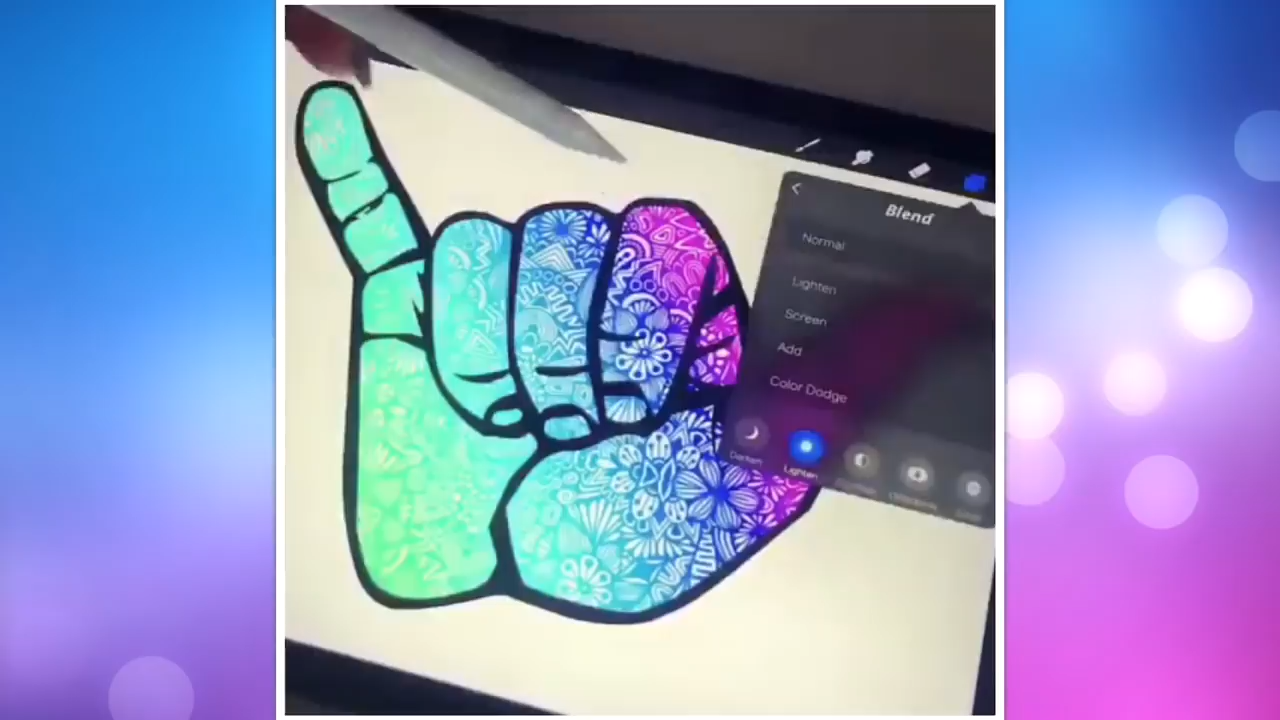 Blend
Normal
Lighten
Screen
Add
Color Dodge
Darken
Lighten